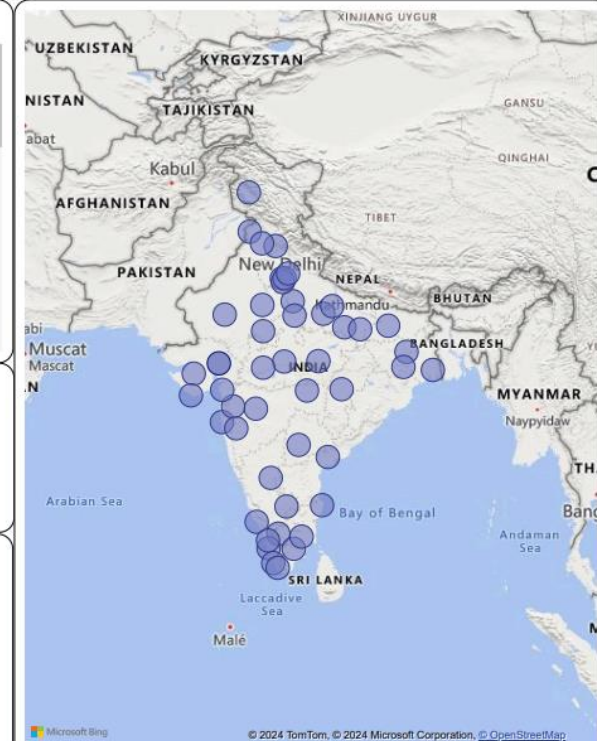 XINJIANG UYGUR
UZBEKISTAN
KYRGYZSTAN
NISTAN
TAJIKISTAN
GANSU
abat
Kabul
QINGHAI
C
AFGHANISTAN
TIBET
New Delhi
PAKISTAN
NEPAL
Kathmandu
BHUTAN
abi
Muscat
Mascat
BANGLADESH
N
INDIA
MYANMAR
Naypyidaw
TH
Arabian Sea
Bay of Bengal
Bang
Andaman
Sea
SRI LANKA
Laccadive
Sea
Malé
M
Microsoft Bing
© 2024 TomTom, © 2024 Microsoft Corporation, © OpenStreetMap